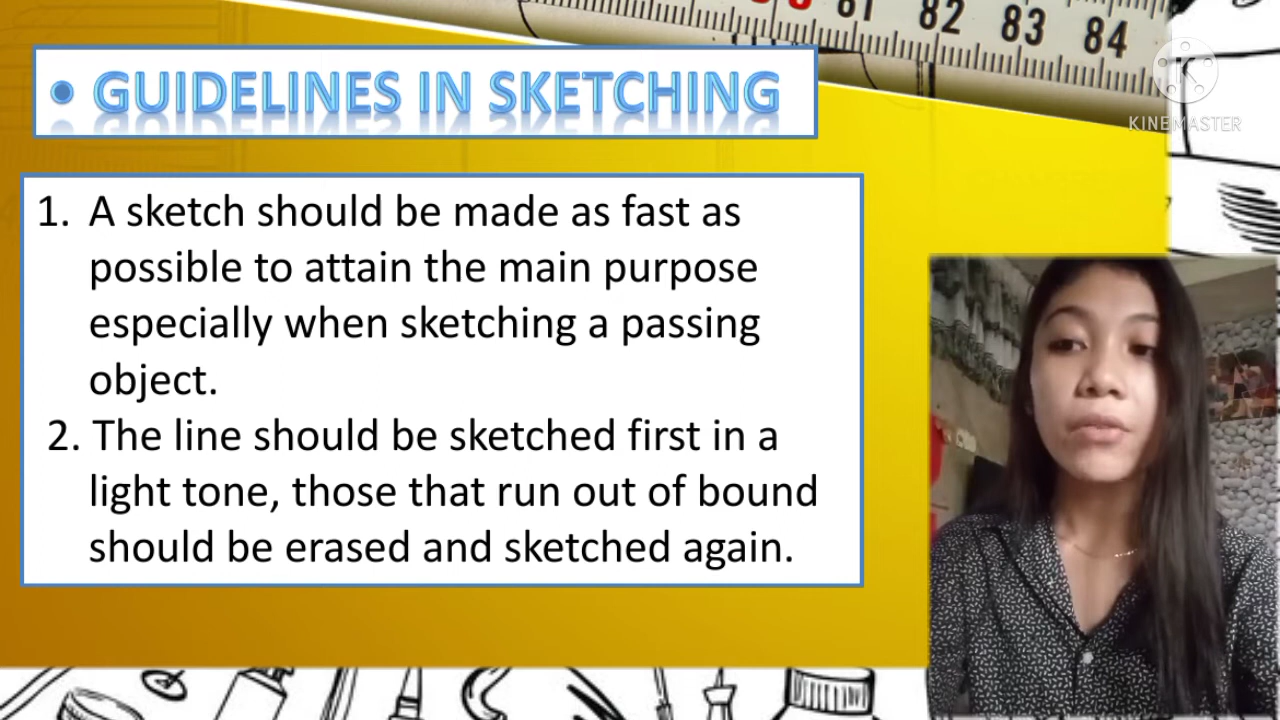 81 82 83 84
K
KINEMASTER
• GUIDELINES IN SKETCHING
1. A sketch should be made as fast as
possible to attain the main purpose
especially when sketching a passing
object.
2. The line should be sketched first in a
light tone, those that run out of bound
should be erased and sketched again.